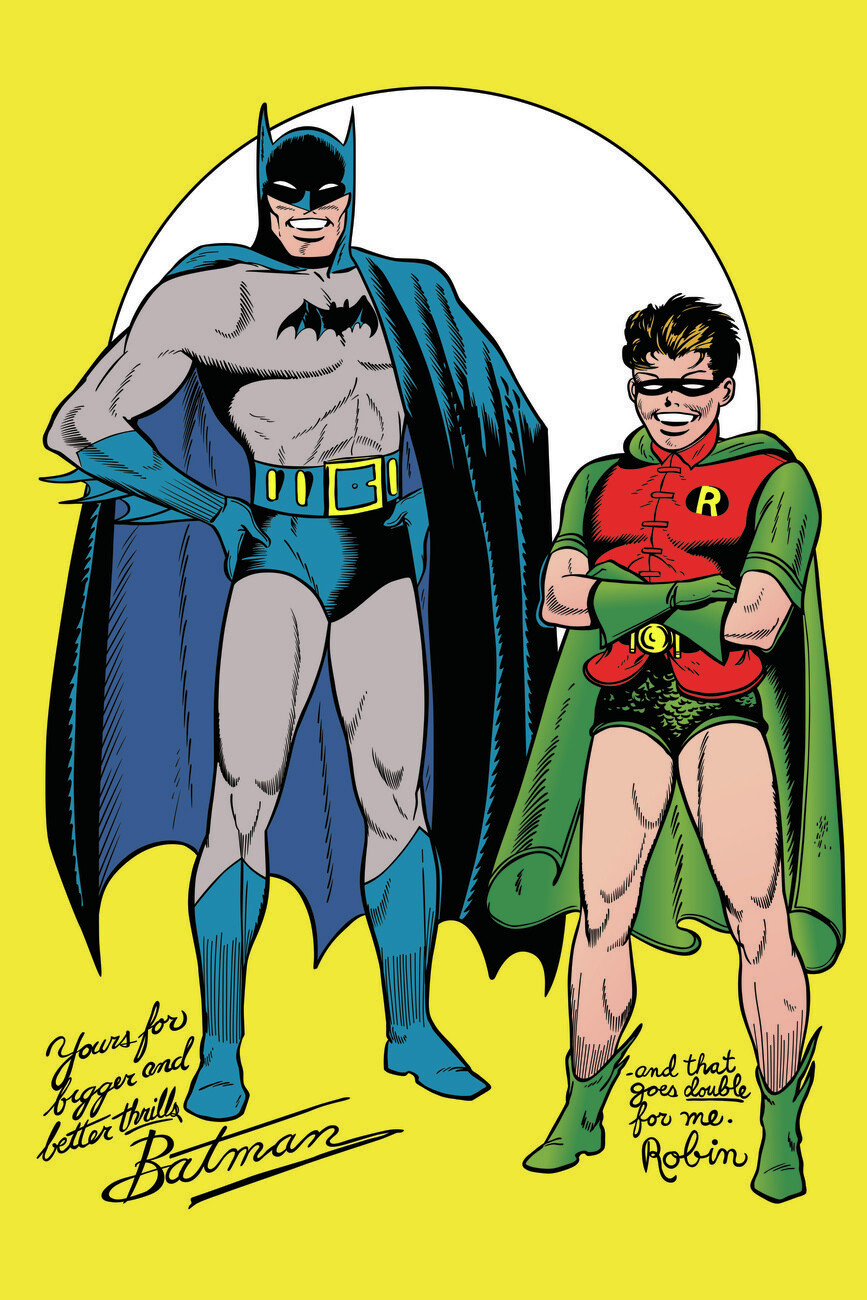 R
Yours for
bigger and
better thrills
Batman
-and that
goes double
for me.
Robin